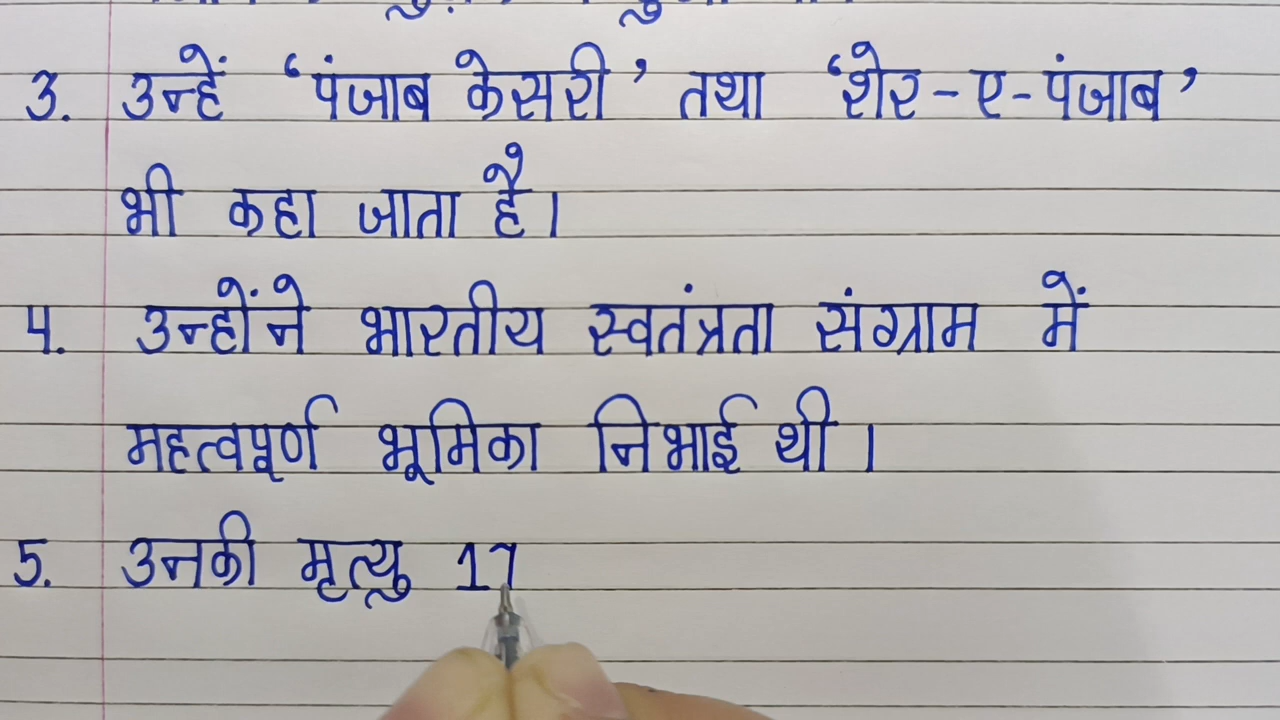 3. उन्हें ‘पंजाब केसरी’ तथा ‘शेर-ए-पंजाब’
भी कहा जाता है।
4. उन्होंने भारतीय स्वतंत्रता संग्राम में
महत्वपूर्ण भूमिका निभाई थी।
5. उनकी मृत्यु 17